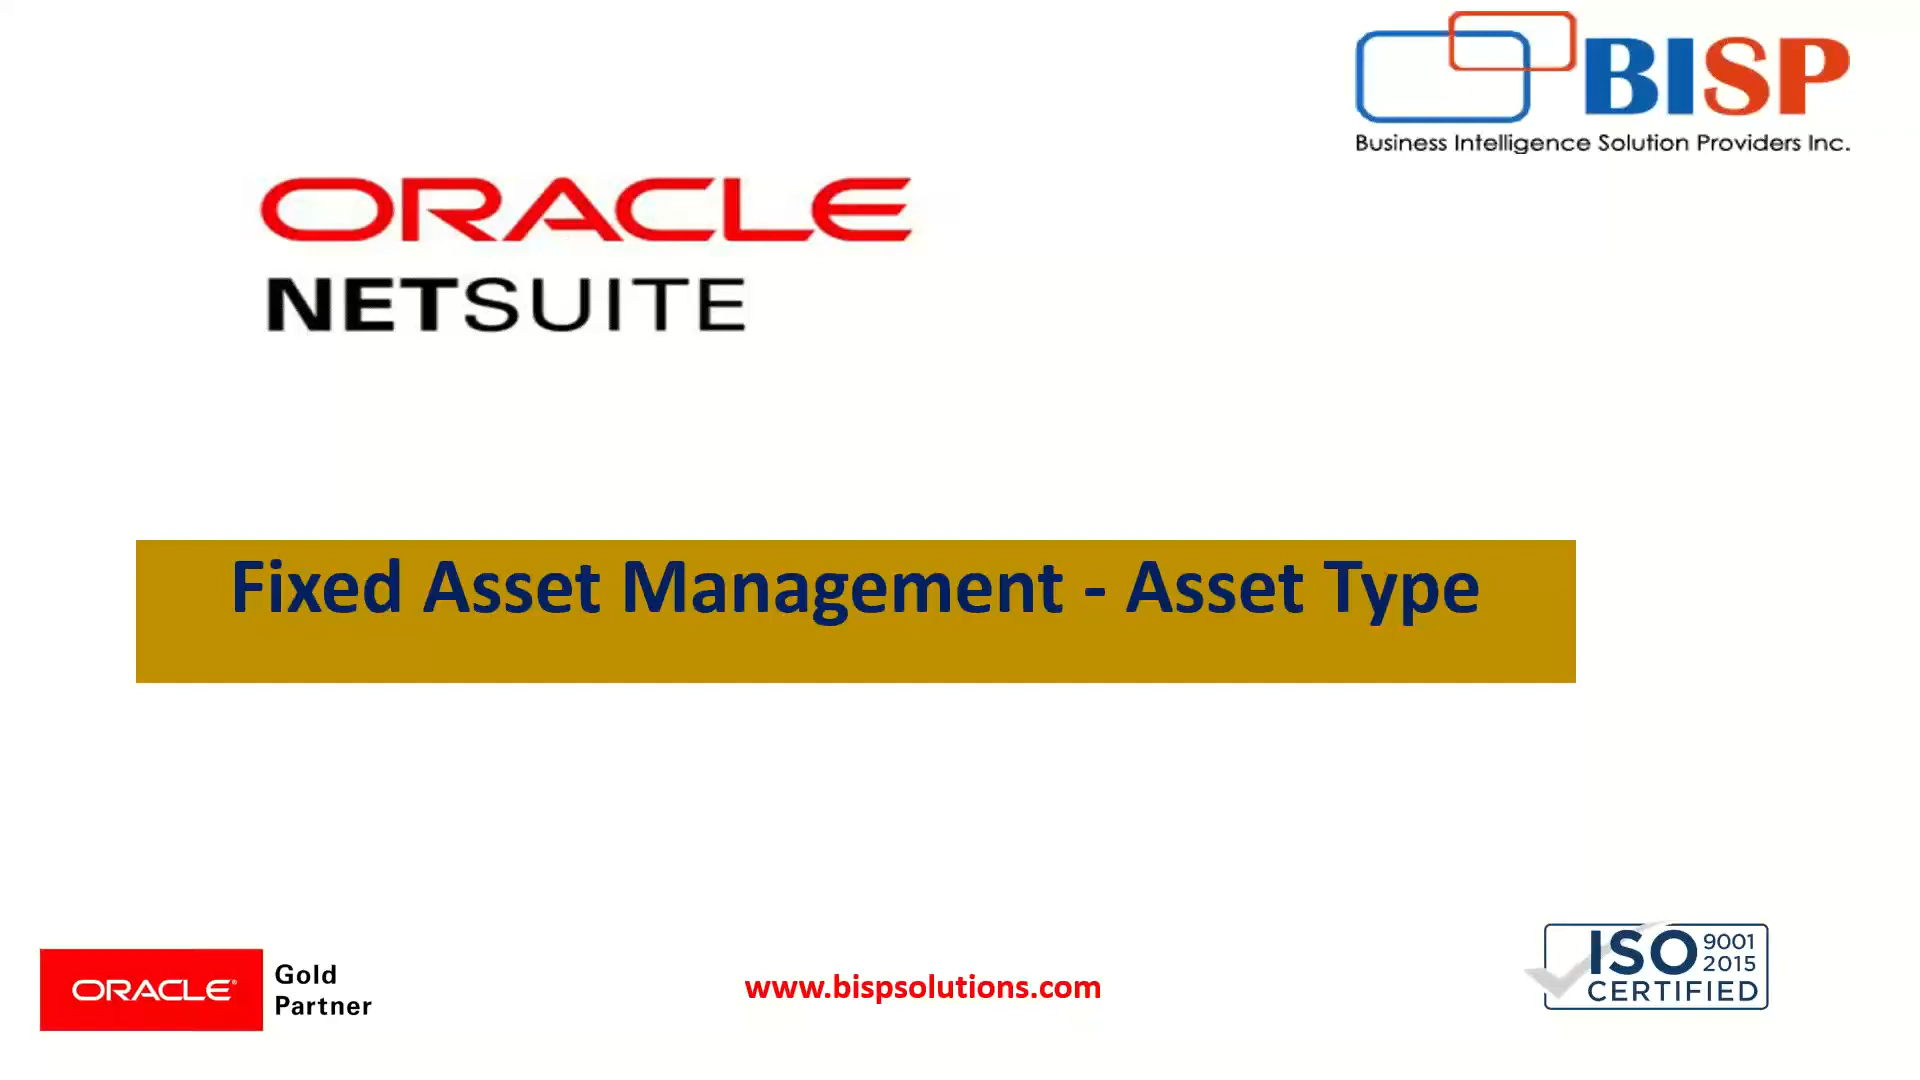 BISP
Business Intelligence Solution Providers Inc.
ORACLE
NETSUITE
Fixed Asset Management - Asset Type
ORACLE®
Gold
Partner
www.bispsolutions.com
ISO 9001
2015
CERTIFIED